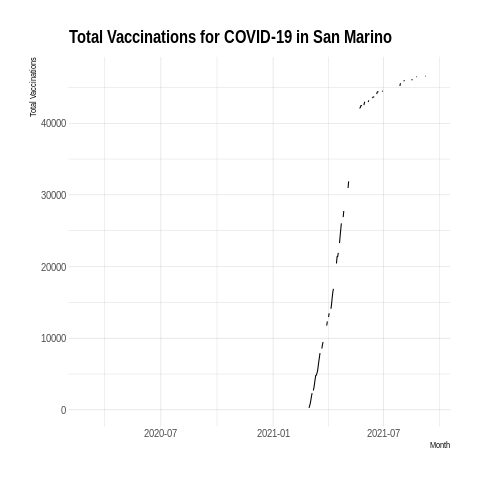 Total Vaccinations for COVID-19 in San Marino
Total Vaccinations
40000
30000
20000
10000
0
2020-07 2021-01 2021-07
Month